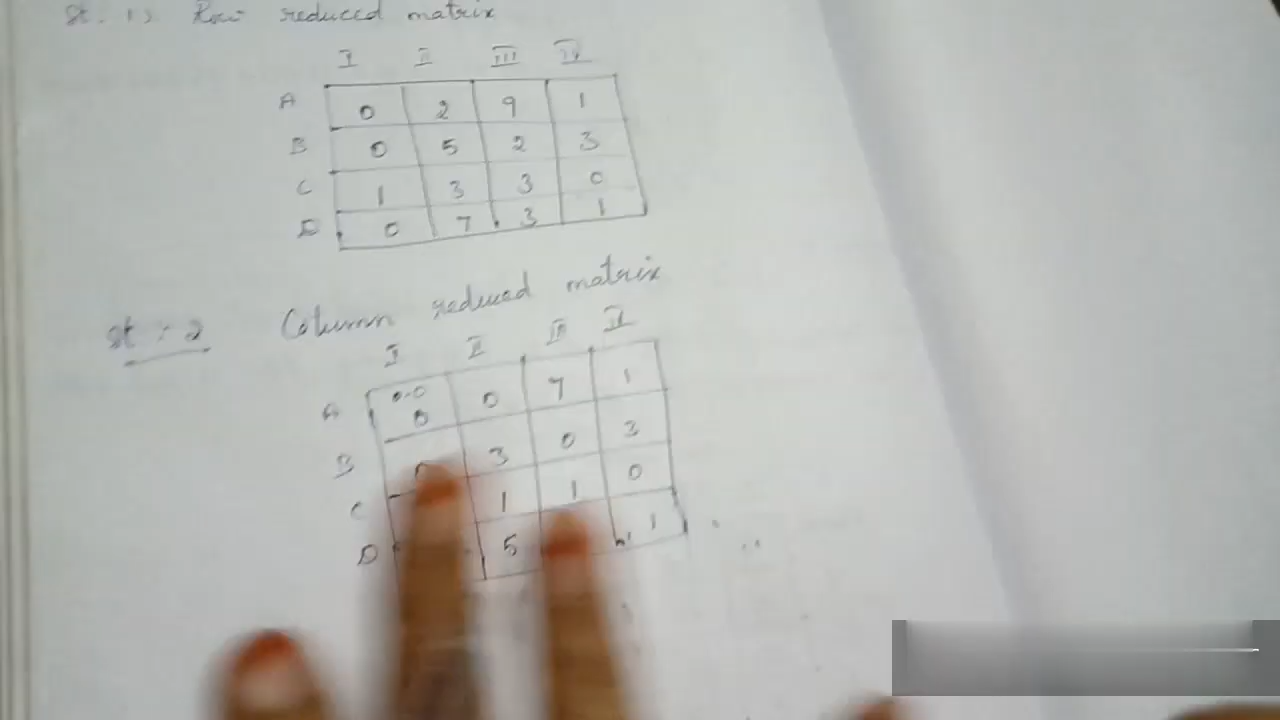 St. 1) Row reduced matrix
I II III IV
A 0 2 9 1
B 0 5 2 3
C 1 3 3 0
D 0 7 3 1
St : 2 Column reduced matrix
I II III IV
0-0
A 0 0 7 1
B 3 0 3
C 1 1 0
D 5 1